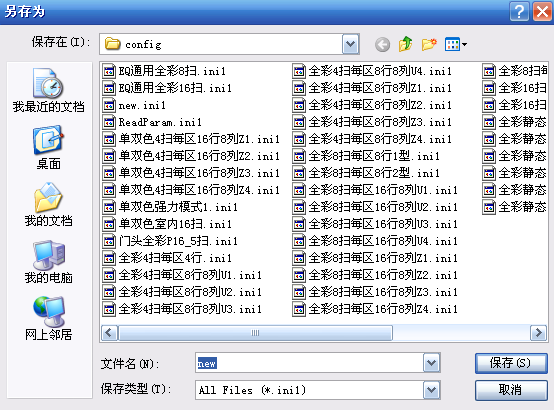 另存为
保存在(I):
config
我最近的文档
桌面
我的文档
我的电脑
网上邻居
EQ通用全彩8扫.ini1
EQ通用全彩16扫.ini1
new.ini1
ReadParam.ini1
单双色4扫每区16行8列Z1.ini1
单双色4扫每区16行8列Z2.ini1
单双色4扫每区16行8列Z3.ini1
单双色4扫每区16行8列Z4.ini1
单双色强力模式1.ini1
单双色室内16扫.ini1
门头全彩P16_5扫.ini1
全彩4扫每区4行.ini1
全彩4扫每区8行8列U1.ini1
全彩4扫每区8行8列U2.ini1
全彩4扫每区8行8列U3.ini1
全彩4扫每区8行8列U4.ini1
全彩4扫每区8行8列Z1.ini1
全彩4扫每区8行8列Z2.ini1
全彩4扫每区8行8列Z3.ini1
全彩4扫每区8行8列Z4.ini1
全彩8扫每区8行1型.ini1
全彩8扫每区8行2型.ini1
全彩8扫每区16行8列U1.ini1
全彩8扫每区16行8列U2.ini1
全彩8扫每区16行8列U3.ini1
全彩8扫每区16行8列U4.ini1
全彩8扫每区16行8列Z1.ini1
全彩8扫每区16行8列Z2.ini1
全彩8扫每区16行8列Z3.ini1
全彩8扫每区16行8列Z4.ini1
全彩8扫
全彩16扫
全彩16扫
全彩静态
全彩静态
全彩静态
全彩静态
全彩静态
全彩静态
文件名(N):
new
保存(S)
保存类型(T):
All Files (*.ini1)
取消